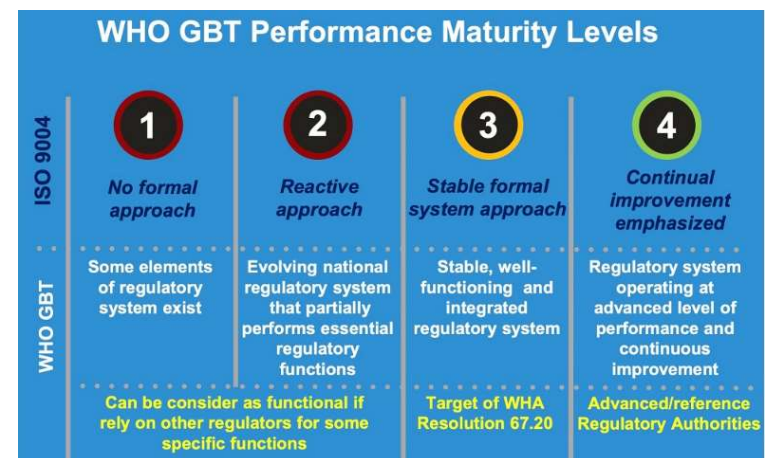 WHO GBT Performance Maturity Levels
ISO 9004
1
No formal
approach
2
Reactive
approach
3
Stable formal
system approach
4
Continual
improvement
emphasized
WHO GBT
Some elements
of regulatory
system exist
Evolving national
regulatory system
that partially
performs essential
regulatory
functions
Stable, well-
functioning and
integrated
regulatory system
Regulatory system
operating at
advanced level of
performance and
continuous
improvement
Can be consider as functional if
rely on other regulators for some
specific functions
Target of WHA
Resolution 67.20
Advanced/reference
Regulatory Authorities